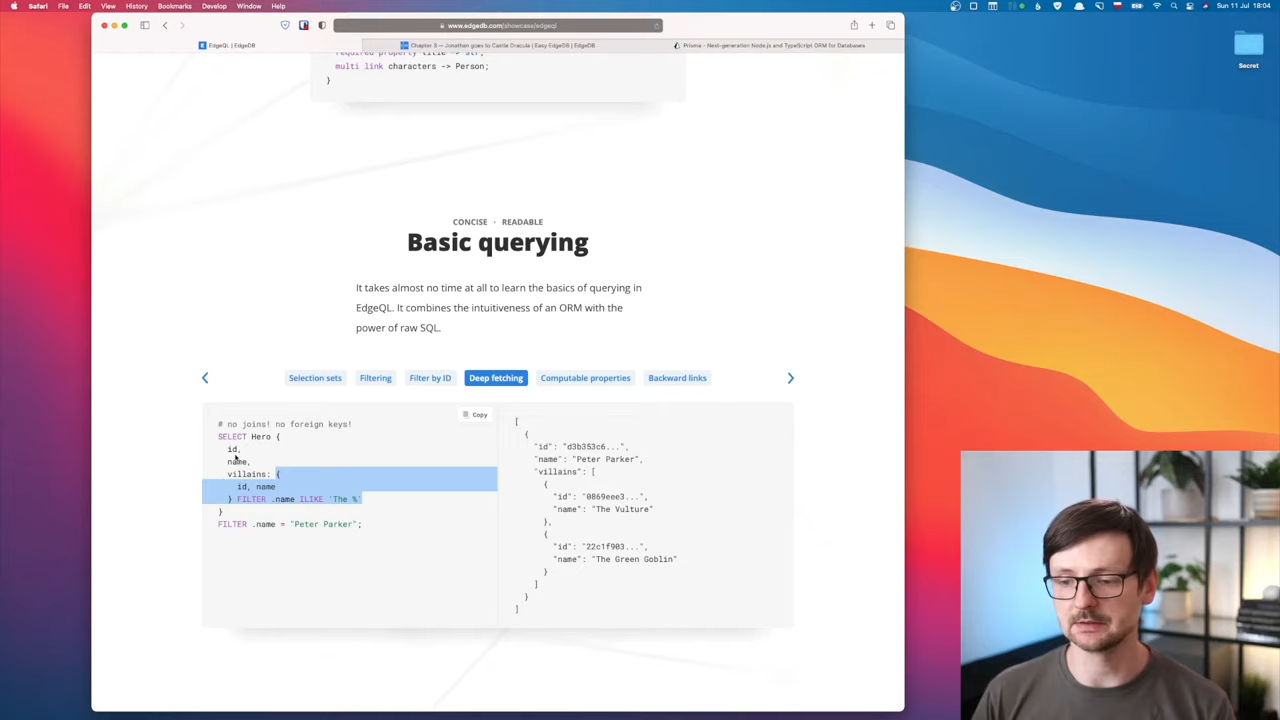 Safari File Edit View History Bookmarks Develop Window Help
Sun 11 Jul 18:04
www.edgedb.com/showcase/edgeql
EdgeQL | EdgeDB
Chapter 3 — Jonathan goes to Castle Dracula | Easy EdgeDB | EdgeDB
Prisma - Next-generation Node.js and TypeScript ORM for Databases
Secret
required property title -> str;
multi link characters -> Person;
}
CONCISE · READABLE
Basic querying
It takes almost no time at all to learn the basics of querying in
EdgeQL. It combines the intuitiveness of an ORM with the
power of raw SQL.
Selection sets
Filtering
Filter by ID
Deep fetching
Computable properties
Backward links
Copy
# no joins! no foreign keys!
SELECT Hero {
id,
name,
villains: {
id, name
} FILTER .name ILIKE 'The %'
}
FILTER .name = "Peter Parker";
[
{
"id": "d3b353c6...",
"name": "Peter Parker",
"villains": [
{
"id": "0869eee3...",
"name": "The Vulture"
},
{
"id": "22c1f903...",
"name": "The Green Goblin"
}
]
}
]